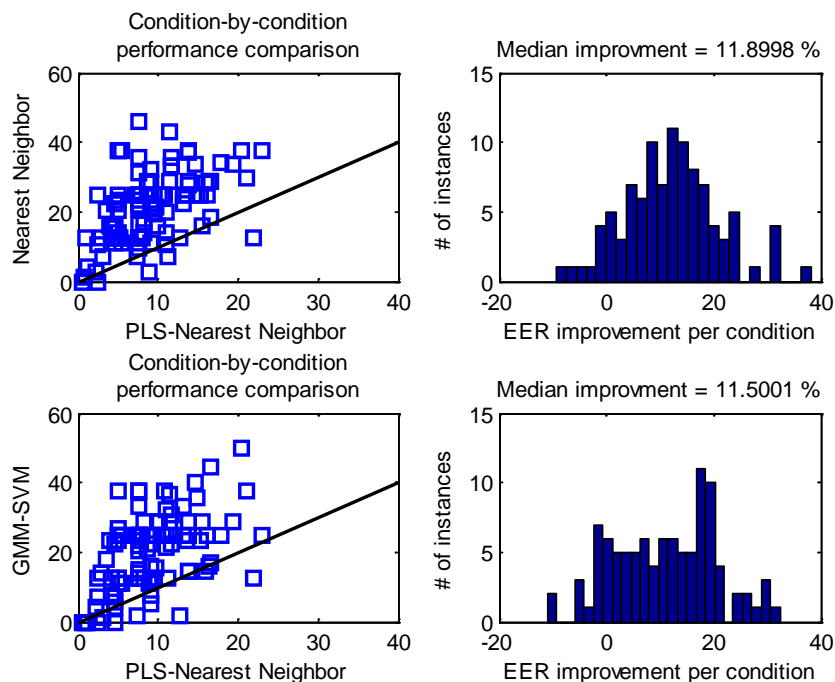 Condition-by-condition
performance comparison
Median improvment = 11.8998 %
60
40
20
0
Nearest Neighbor
0
10
20
30
40
PLS-Nearest Neighbor
15
10
5
0
# of instances
-20
0
20
40
EER improvement per condition
Condition-by-condition
performance comparison
Median improvment = 11.5001 %
60
40
20
0
GMM-SVM
0
10
20
30
40
PLS-Nearest Neighbor
15
10
5
0
# of instances
-20
0
20
40
EER improvement per condition